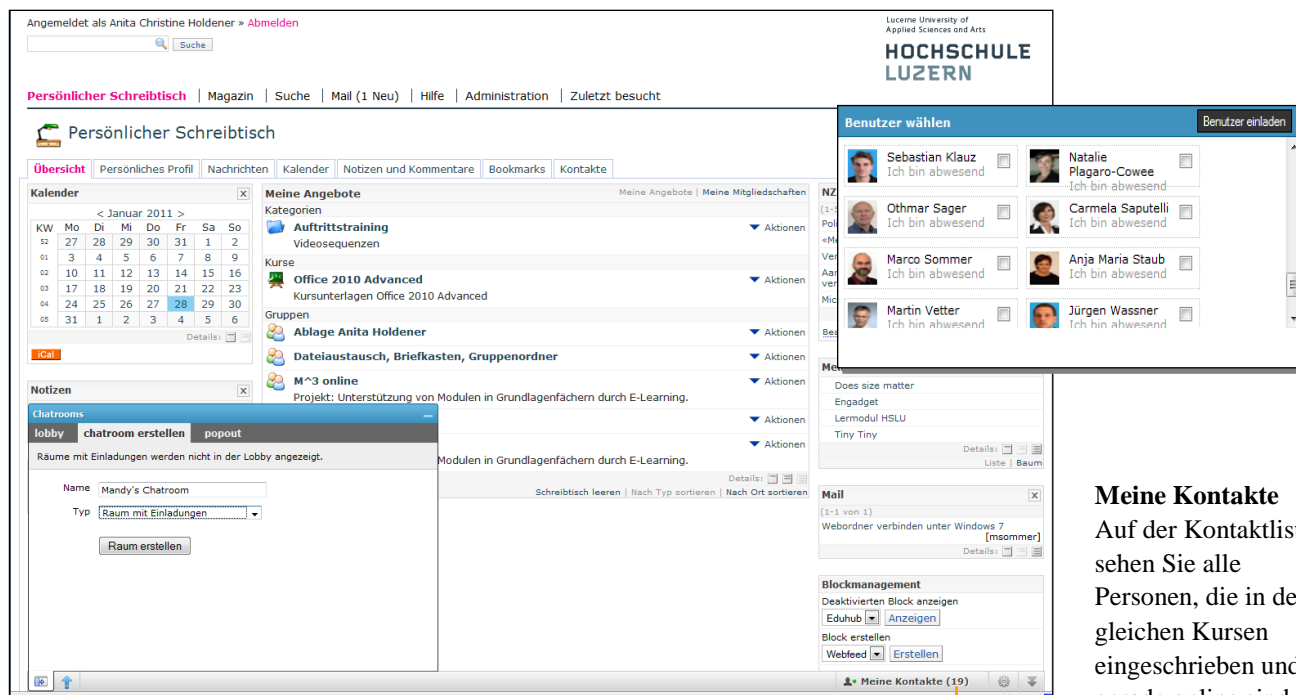 Angemeldet als Anita Christine Holdener » Abmelden
Suche
Lucerne University of
Applied Sciences and Arts
HOCHSCHULE
LUZERN
Persönlicher Schreibtisch | Magazin | Suche | Mail (1 Neu) | Hilfe | Administration | Zuletzt besucht
Persönlicher Schreibtisch
Übersicht Persönliches Profil Nachrichten Kalender Notizen und Kommentare Bookmarks Kontakte
Kalender
< Januar 2011 >
KW Mo Di Mi Do Fr Sa So
52 27 28 29 30 31 1 2
01 3 4 5 6 7 8 9
02 10 11 12 13 14 15 16
03 17 18 19 20 21 22 23
04 24 25 26 27 28 29 30
05 31 1 2 3 4 5 6
Details:
iCal
Notizen
Meine Angebote Meine Angebote | Meine Mitgliedschaften
Kategorien
Auftrittstraining Aktionen
Videosequenzen
Kurse
Office 2010 Advanced Aktionen
Kursunterlagen Office 2010 Advanced
Gruppen
Ablage Anita Holdener Aktionen
Dateiaustausch, Briefkasten, Gruppenordner Aktionen
M^3 online Aktionen
Projekt: Unterstützung von Modulen in Grundlagenfächern durch E-Learning.
Aktionen
Aktionen
Modulen in Grundlagenfächern durch E-Learning.
Details:
Schreibtisch leeren | Nach Typ sortieren | Nach Ort sortieren
Chatrooms
lobby chatroom erstellen popout
Räume mit Einladungen werden nicht in der Lobby angezeigt.
Name Mandy's Chatroom
Typ Raum mit Einladungen
Raum erstellen
NZ
Benutzer wählen Benutzer einladen
Sebastian Klauz
Ich bin abwesend
Natalie
Plagaro-Cowee
Ich bin abwesend
Othmar Sager
Ich bin abwesend
Carmela Saputelli
Ich bin abwesend
Marco Sommer
Ich bin abwesend
Anja Maria Staub
Ich bin abwesend
Martin Vetter
Ich bin abwesend
Jürgen Wassner
Ich bin abwesend
Does size matter
Engadget
Lermodul HSLU
Tiny Tiny
Details:
Liste | Baum
Mail
(1-1 von 1)
Webordner verbinden unter Windows 7
[msommer]
Details:
Blockmanagement
Deaktivierten Block anzeigen
Eduhub Anzeigen
Block erstellen
Webfeed Erstellen
Meine Kontakte (19)
Meine Kontakte
Auf der Kontaktlis
sehen Sie alle
Personen, die in de
gleichen Kursen
eingeschrieben und